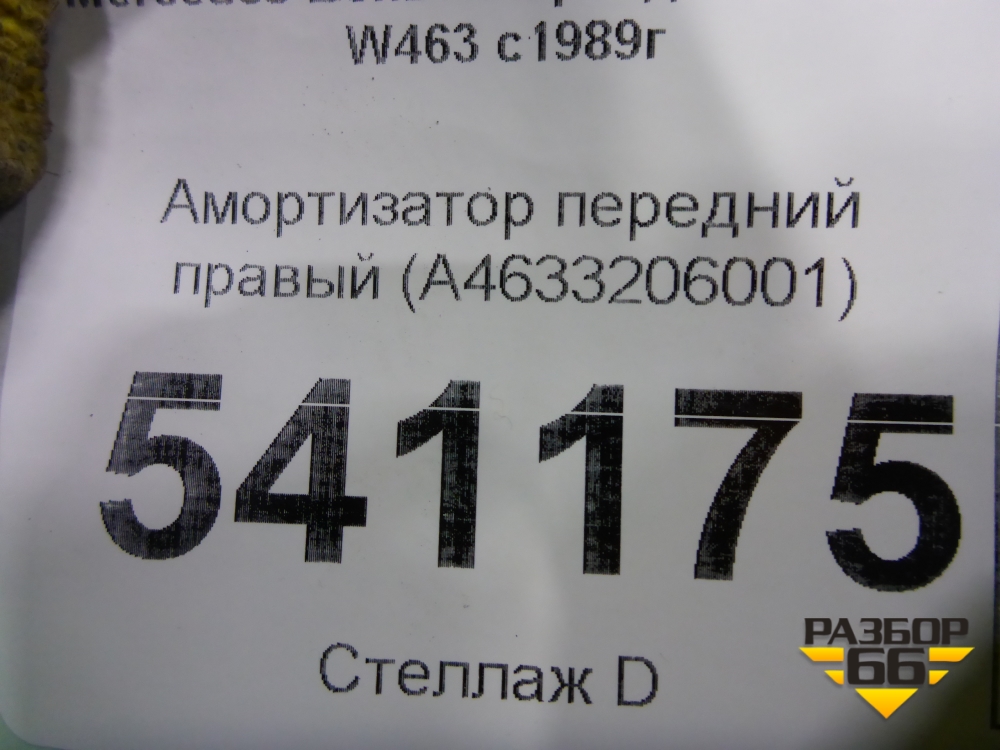 W463 с1989г
Амортизатор передний
правый (A4633206001)
541175
Стеллаж D
РАЗБОР
66